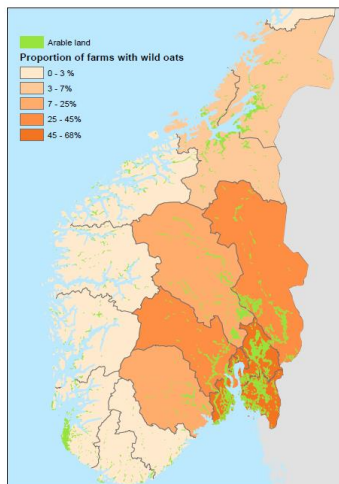 Arable land
Proportion of farms with wild oats
0 - 3 %
3 - 7%
7 - 25%
25 - 45%
45 - 68%